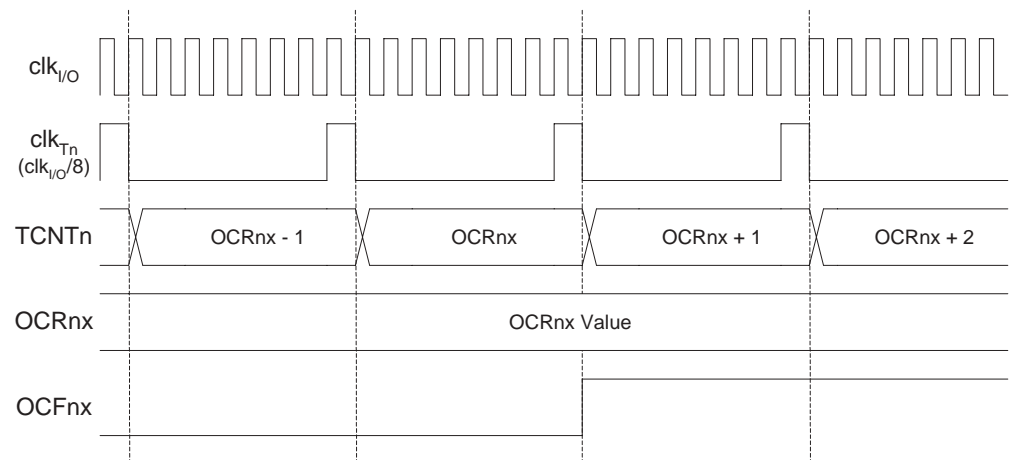 clkI/O
clkTn
(clkI/O/8)
TCNTn
OCRnx - 1
OCRnx
OCRnx + 1
OCRnx + 2
OCRnx
OCRnx Value
OCFnx